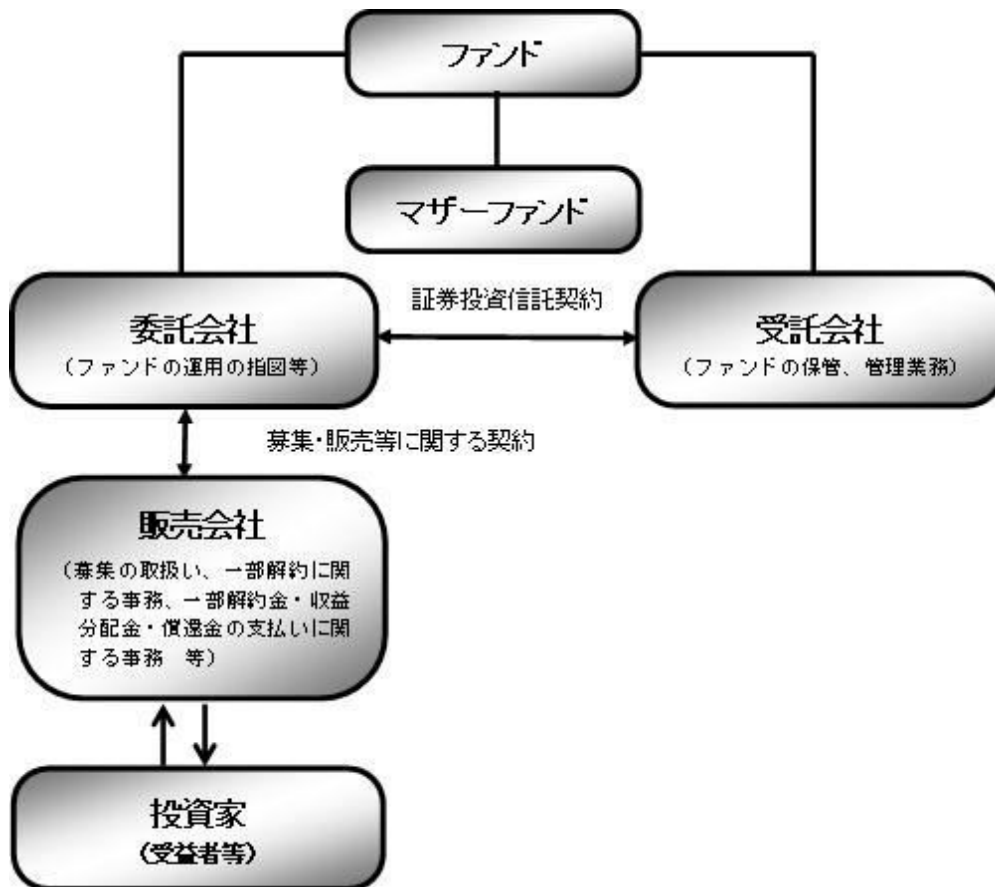 ファンド
マザーファンド
証券投資信託契約
委託会社
（ファンドの運用の指図等）
受託会社
（ファンドの保管、管理業務）
募集・販売等に関する契約
販売会社
（募集の取扱い、一部解約に関
する事務、一部解約金・収益
分配金・償還金の支払いに関
する事務　等）
投資家
（受益者等）